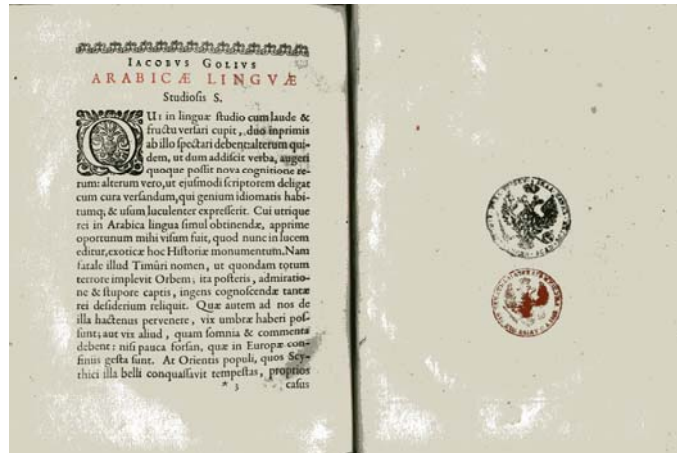 IACOBVS GOLIVS
ARABICÆ LINGVÆ
Studiosis S.
QUI in linguæ ſtudio cum laude &
fructu verſari cupit, duo inprimis
ab illo ſpectari debent: alterum qui-
dem, ut dum addiſcit verba, augeri
quoque poſſit nova cognitione re-
rum: alterum vero, ut ejuſmodi ſcriptorem deligat
cum cura verſandum, qui genium idiomatis habi-
tumq; & uſum luculenter expreſſerit. Cui utrique
rei in Arabica lingua ſimul obtinendæ, apprime
oportunum mihi viſum fuit, quod nunc in lucem
editur, exoticæ hoc Hiſtoriæ monumentum. Nam
fatale illud Timûri nomen, ut quondam totum
terrore implevit Orbem; ita poſteris, admiratio-
ne & ſtupore captis, ingens cognoſcendæ tantæ
rei deſiderium reliquit. Quæ autem ad nos de
illa hactenus pervenere, vix umbræ haberi poſ-
ſunt; aut vix aliud, quam ſomnia & commenta
debent: niſi pauca forſan, quæ in Europæ con-
finiis geſta ſunt. At Orientis populi, quos Scy-
thici illa belli conquaſſavit tempeſtas, proprios
* 3 caſus